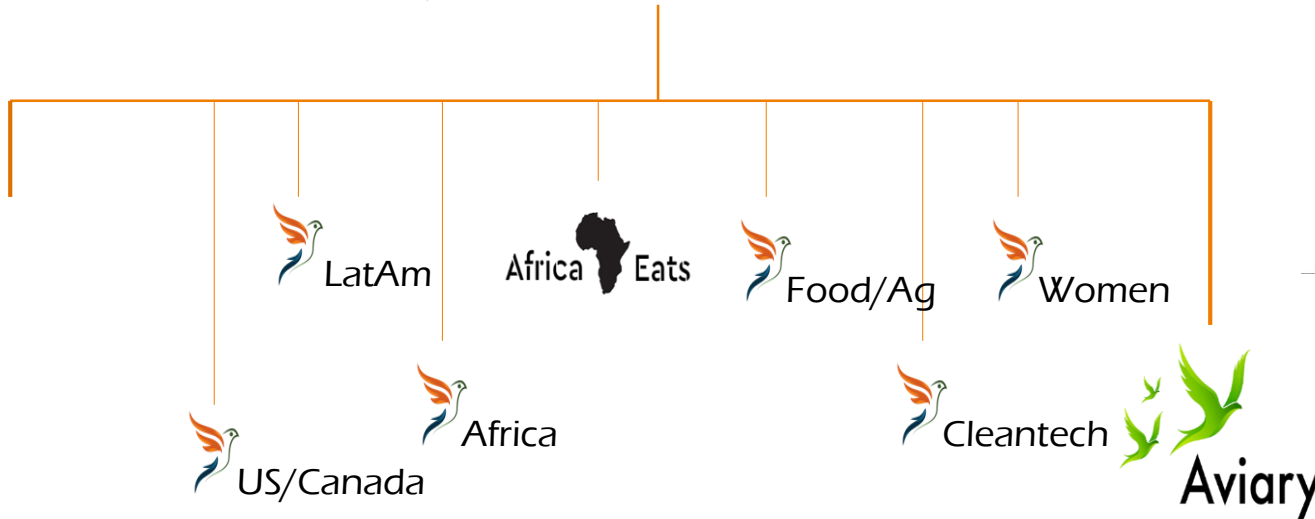 LatAm
Africa Eats
Food/Ag
Women
Africa
Cleantech
US/Canada
Aviary